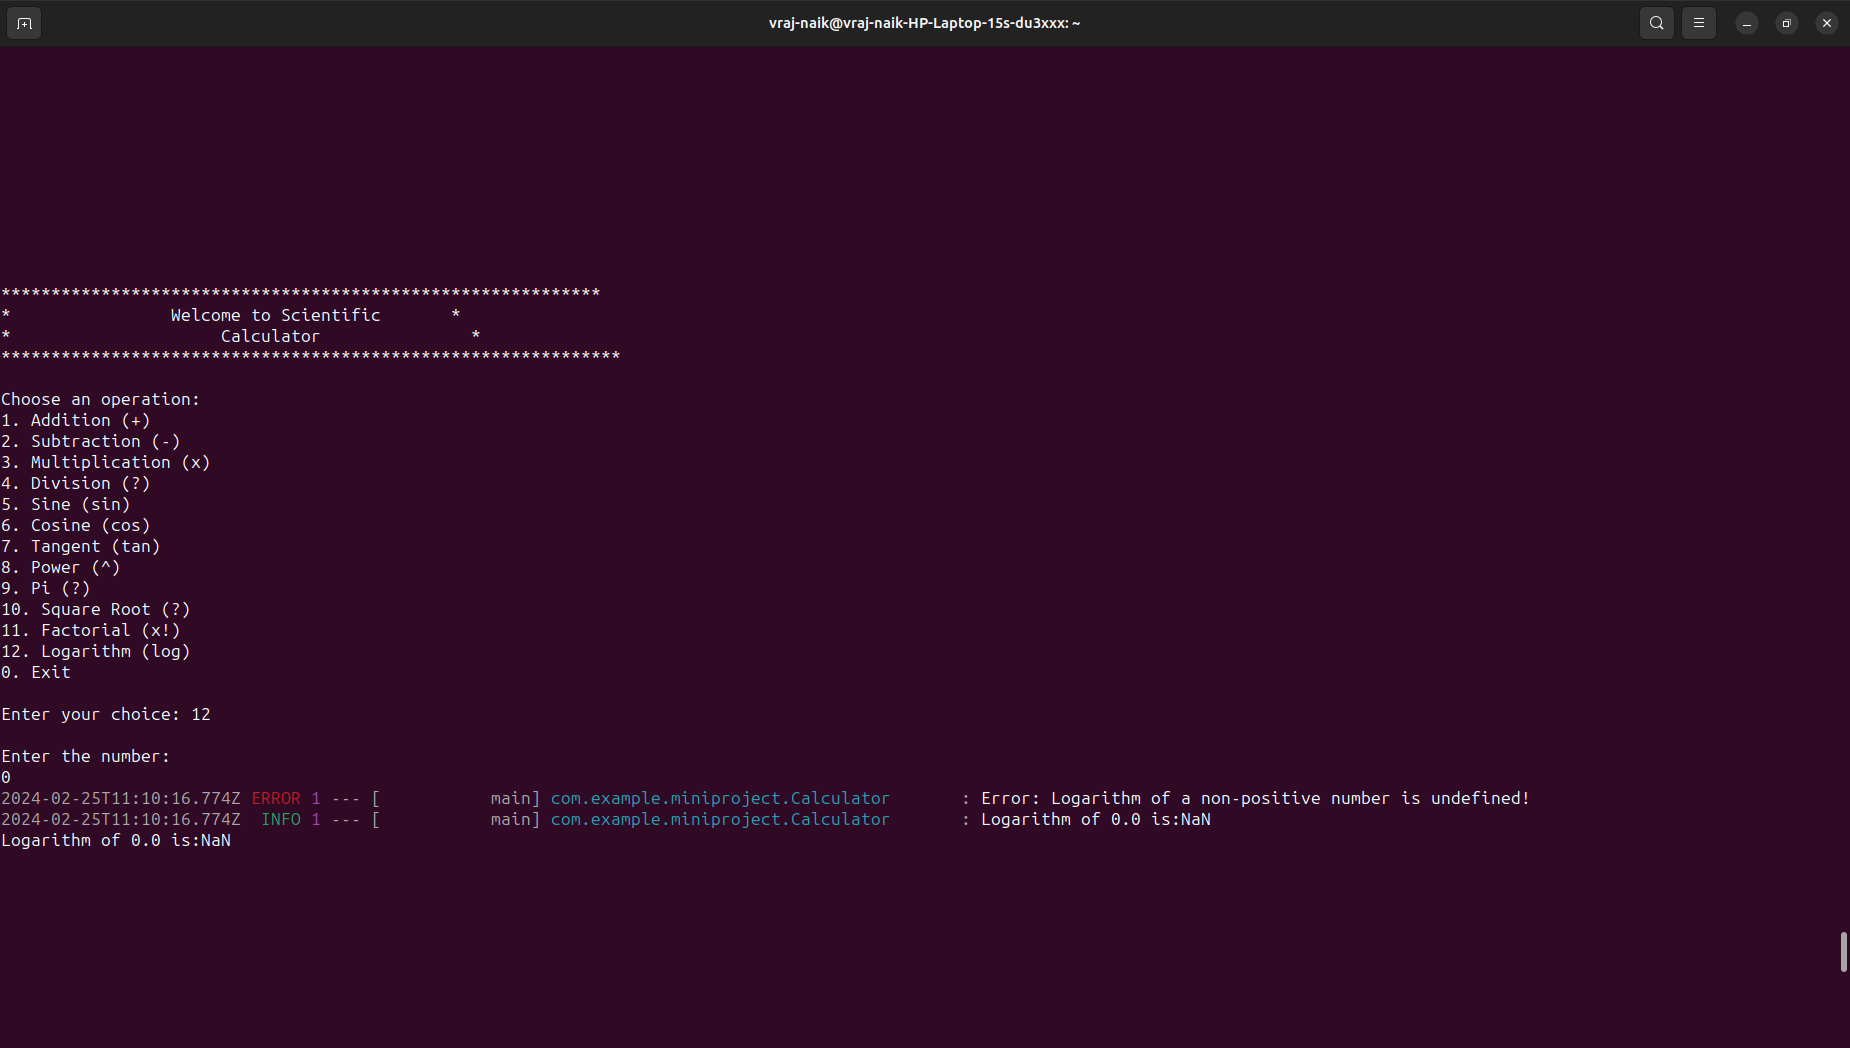 vraj-naik@vraj-naik-HP-Laptop-15s-du3xxx: ~
************************************************************
*                Welcome to Scientific       *
*                     Calculator               *
**************************************************************
Choose an operation:
1. Addition (+)
2. Subtraction (-)
3. Multiplication (x)
4. Division (?)
5. Sine (sin)
6. Cosine (cos)
7. Tangent (tan)
8. Power (^)
9. Pi (?)
10. Square Root (?)
11. Factorial (x!)
12. Logarithm (log)
0. Exit
Enter your choice: 12
Enter the number:
0
2024-02-25T11:10:16.774Z ERROR 1 --- [           main] com.example.miniproject.Calculator       : Error: Logarithm of a non-positive number is undefined!
2024-02-25T11:10:16.774Z  INFO 1 --- [           main] com.example.miniproject.Calculator       : Logarithm of 0.0 is:NaN
Logarithm of 0.0 is:NaN